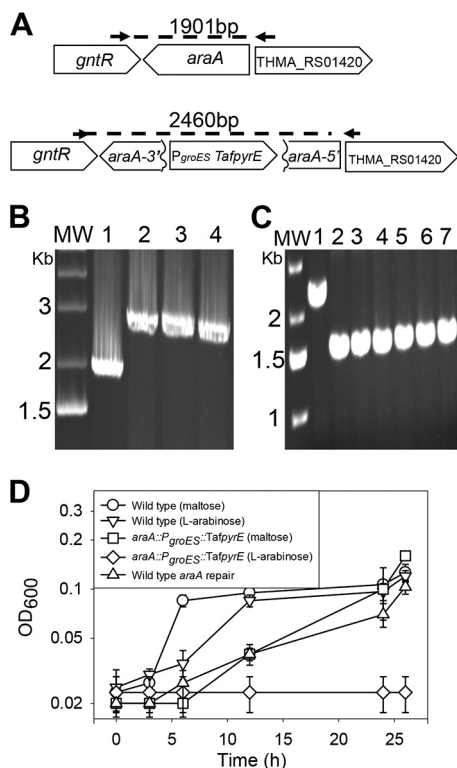 A
1901bp
gntR araA THMA_RS01420
2460bp
gntR araA-3' PgroES TafpyrE araA-5' THMA_RS01420
B
MW 1 2 3 4
Kb
3
2
1.5
C
Kb
MW 1 2 3 4 5 6 7
2
1.5
1
D
Wild type (maltose)
Wild type (L-arabinose)
araA::PgroES::TafpyrE (maltose)
araA::PgroES::TafpyrE (L-arabinose)
Wild type araA repair
OD600
0.3
0.2
0.1
0.05
0.02
0 5 10 15 20 25
Time (h)